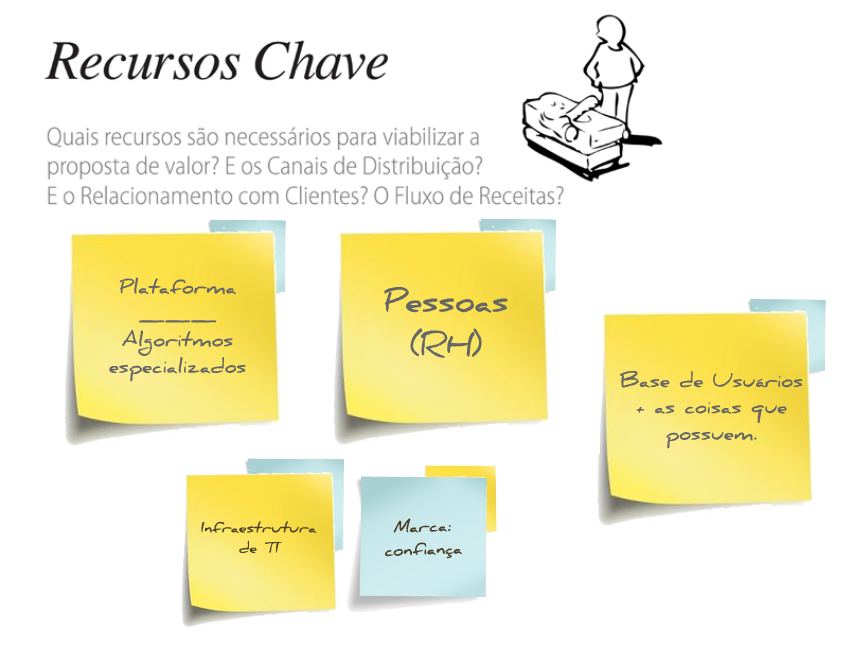 Recursos Chave
Quais recursos são necessários para viabilizar a
proposta de valor? E os Canais de Distribuição?
E o Relacionamento com Clientes? O Fluxo de Receitas?
Plataforma
____
Algoritmos
especializados
Pessoas
(RH)
Base de Usuários
+ as coisas que
possuem.
Infraestrutura
de TI
Marca:
confiança